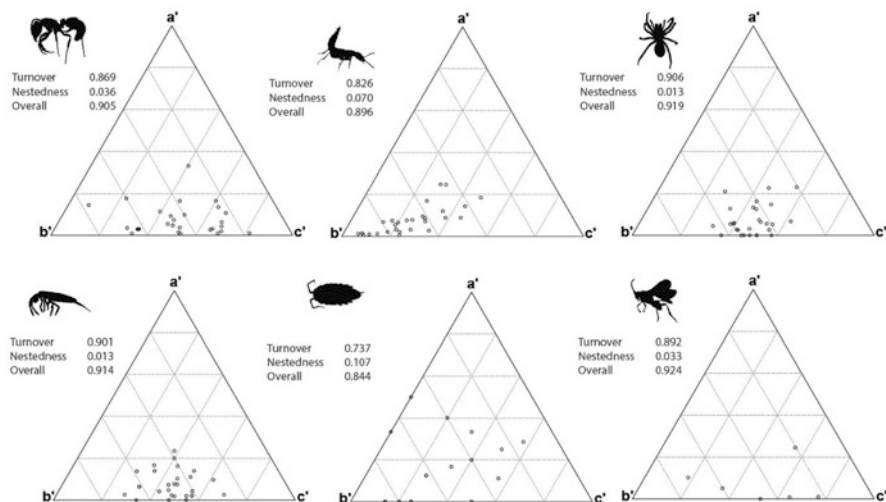 a'
Turnover 0.869
Nestedness 0.036
Overall 0.905
b' c'
a'
Turnover 0.826
Nestedness 0.070
Overall 0.896
b' c'
a'
Turnover 0.906
Nestedness 0.013
Overall 0.919
b' c'
a'
Turnover 0.901
Nestedness 0.013
Overall 0.914
b' c'
a'
Turnover 0.737
Nestedness 0.107
Overall 0.844
b' c'
a'
Turnover 0.892
Nestedness 0.033
Overall 0.924
b' c'